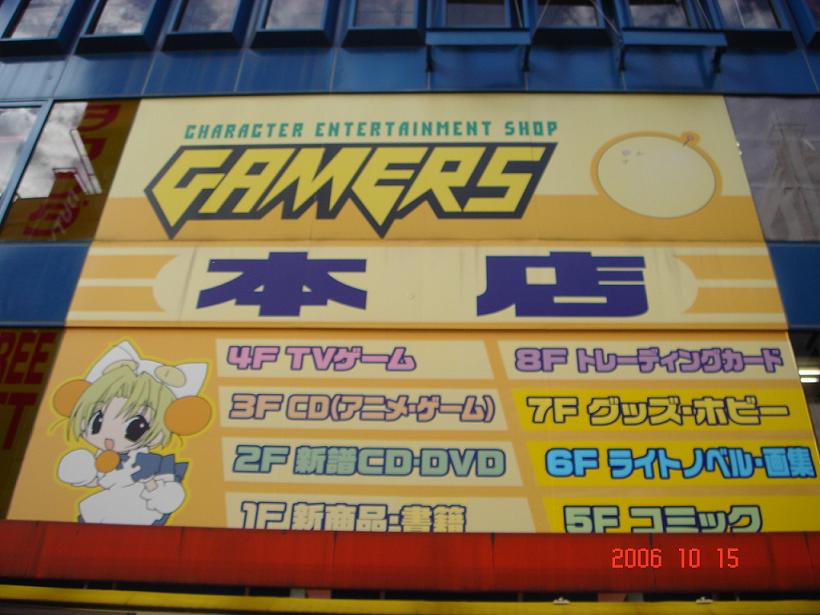 CHARACTER ENTERTAINMENT SHOP
GAMERS
本店
4F TVゲーム
3F CD(アニメ・ゲーム)
2F 新譜CD・DVD
1F 新商品・書籍
8F トレーディングカード
7F グッズ・ホビー
6F ライトノベル・画集
5F コミック
REE
2006 10 15